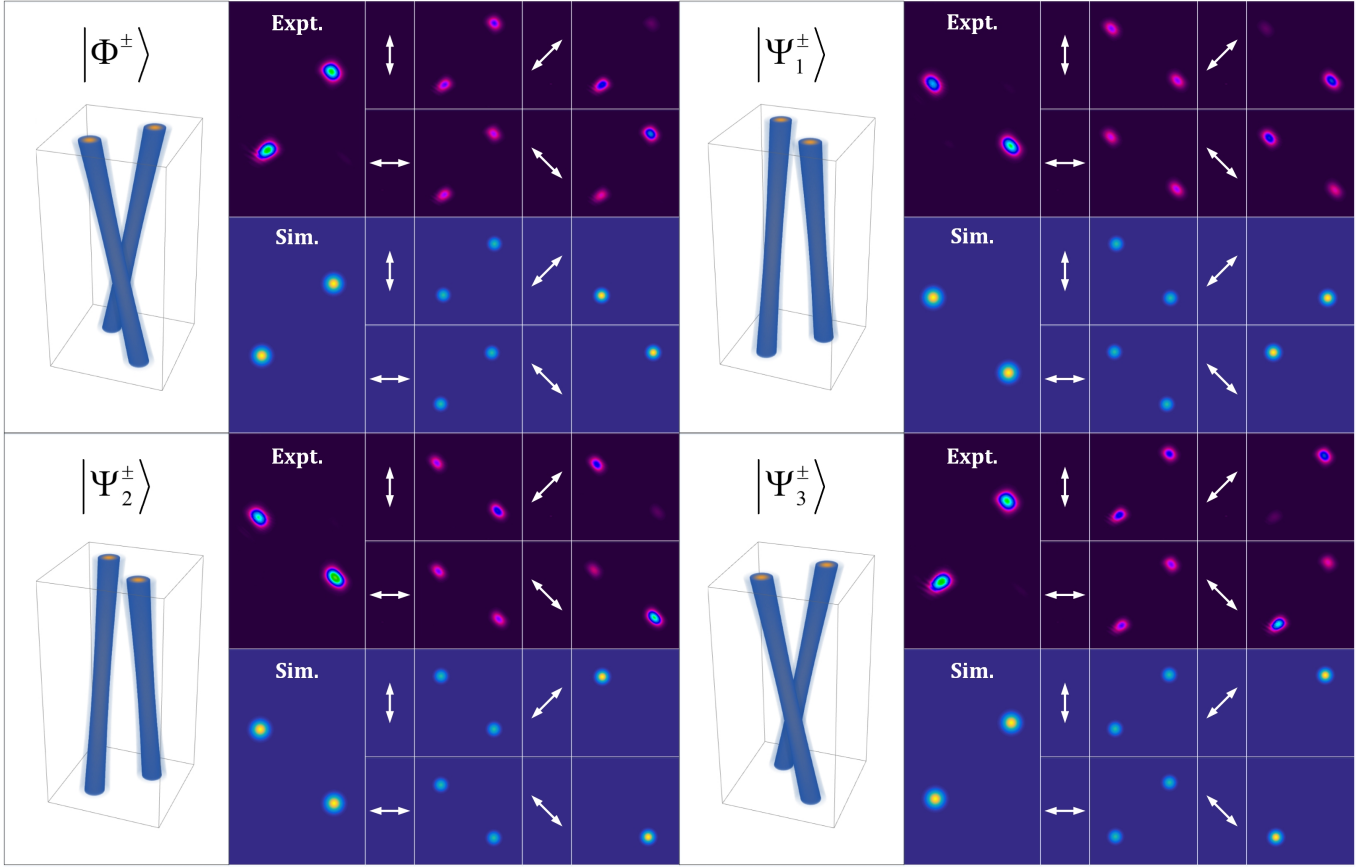 |Φ±⟩
Expt.
Sim.
|Ψ₁±⟩
Expt.
Sim.
|Ψ₂±⟩
Expt.
Sim.
|Ψ₃±⟩
Expt.
Sim.